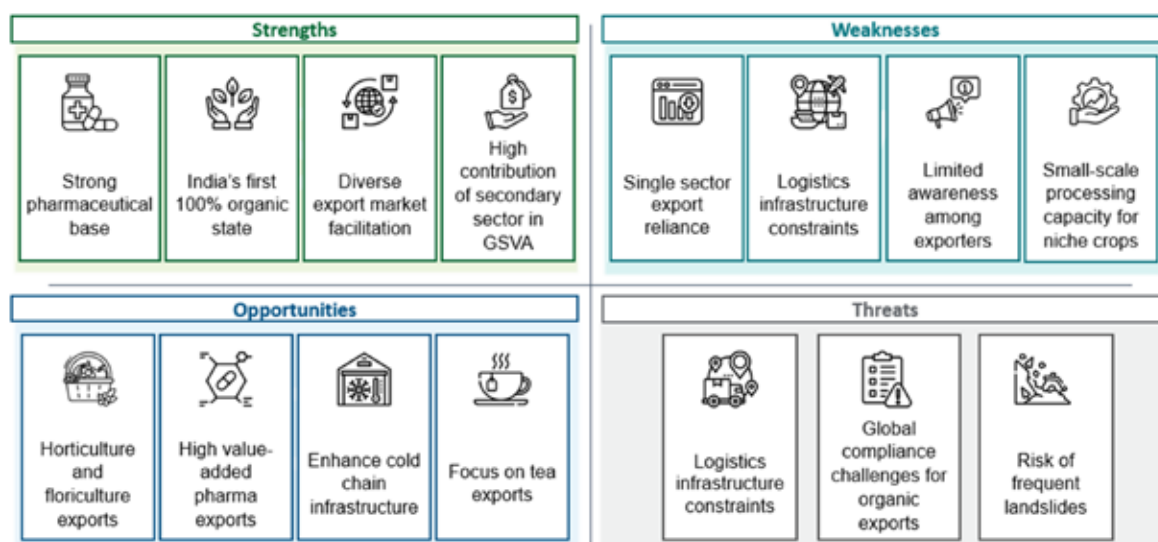 Strengths
Strong
pharmaceutical
base
India's first
100% organic
state
Diverse
export market
facilitation
High
contribution
of secondary
sector in
GSVA
Weaknesses
Single sector
export
reliance
Logistics
infrastructure
constraints
Limited
awareness
among
exporters
Small-scale
processing
capacity for
niche crops
Opportunities
Horticulture
and
floriculture
exports
High value-
added
pharma
exports
Enhance cold
chain
infrastructure
Focus on tea
exports
Threats
Logistics
infrastructure
constraints
Global
compliance
challenges for
organic
exports
Risk of
frequent
landslides